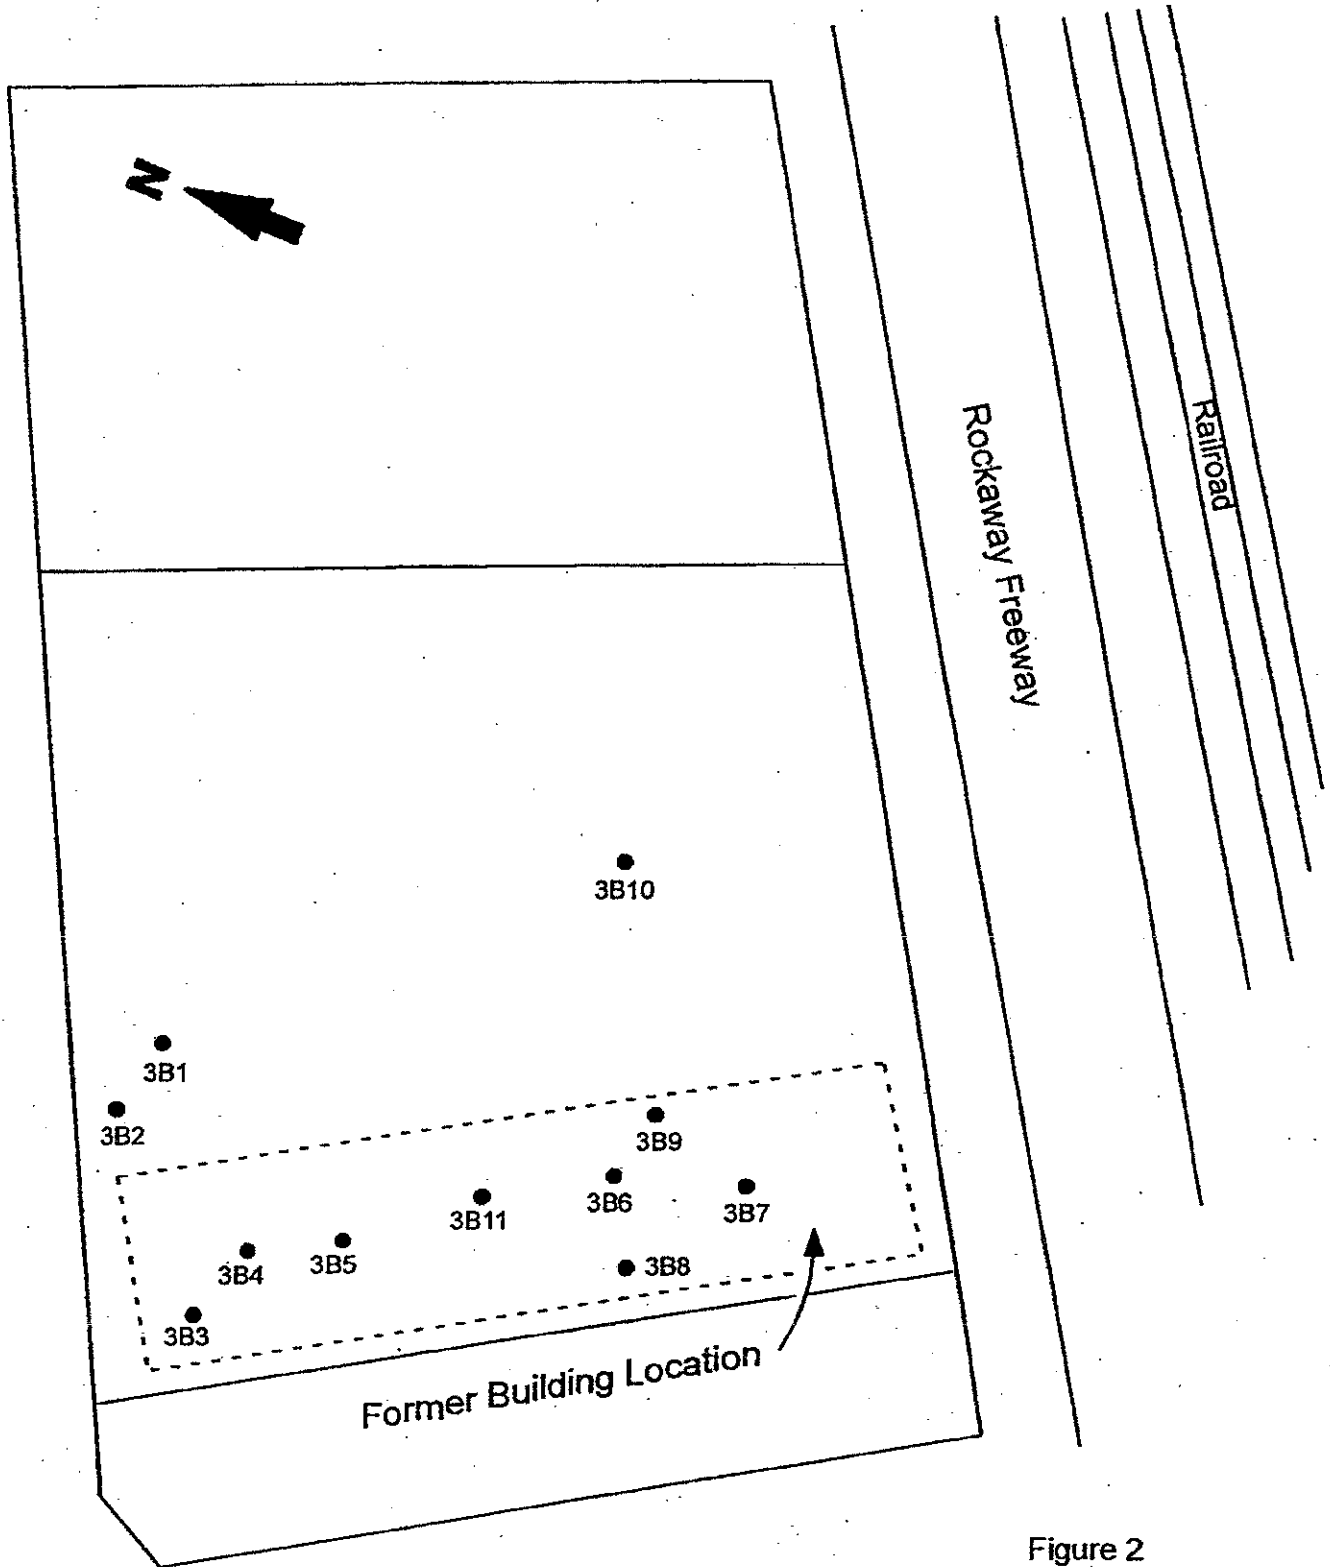 N
Rockaway Freeway
Railroad
3B10
3B1
3B2
3B9
3B6
3B7
3B11
3B5
3B4
3B8
3B3
Former Building Location
Figure 2